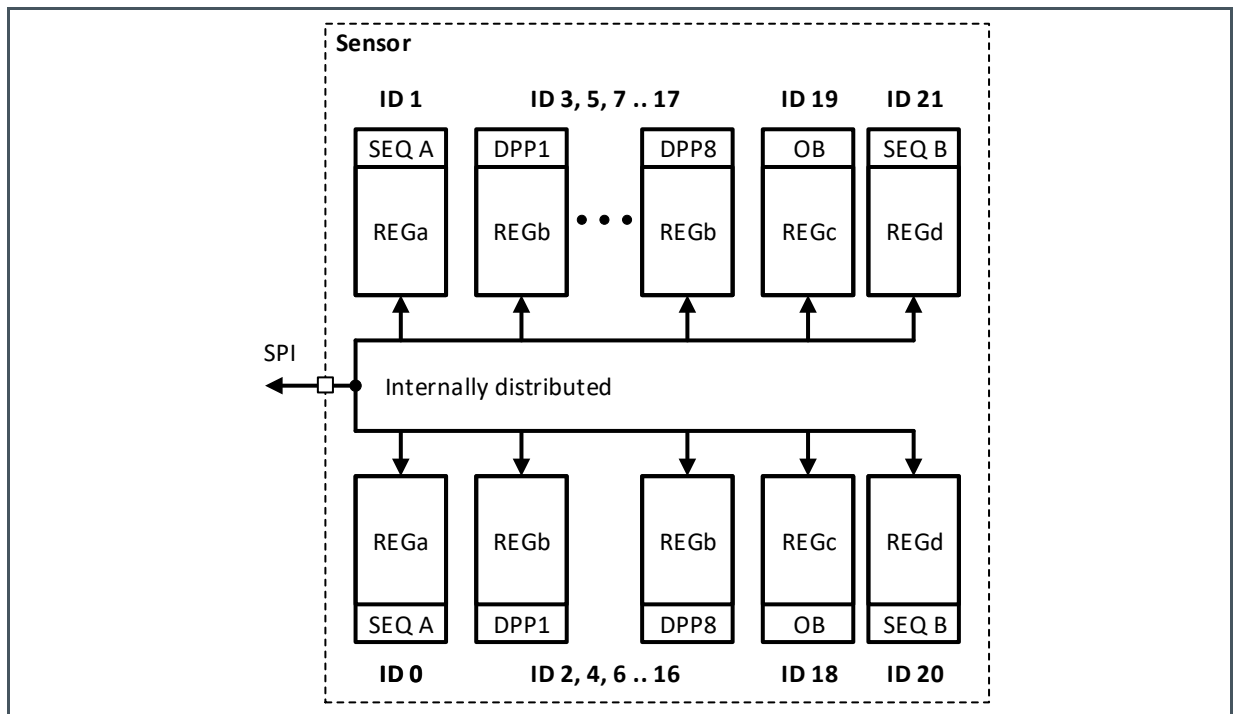 Sensor
ID 1 ID 3, 5, 7 .. 17 ID 19 ID 21
SEQ A DPP1 DPP8 OB SEQ B
REGa REGb REGb REGc REGd
SPI
Internally distributed
REGa REGb REGb REGc REGd
SEQ A DPP1 DPP8 OB SEQ B
ID 0 ID 2, 4, 6 .. 16 ID 18 ID 20